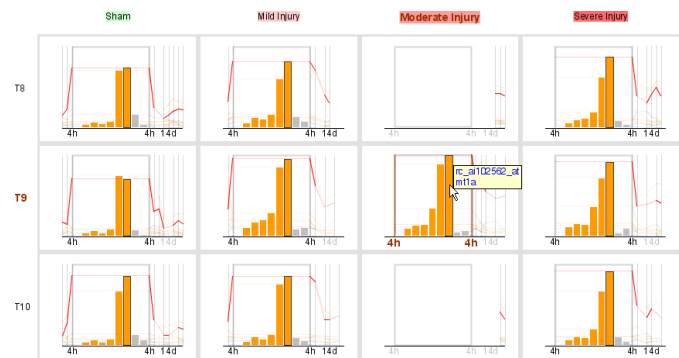 Sham Mild Injury Moderate Injury Severe Injury
T8
4h 4h 14d 4h 4h 14d 4h 4h 14d 4h 4h 14d
T9
rc_ai102562_at
mt1a
4h 4h 14d 4h 4h 14d 4h 4h 14d 4h 4h 14d
T10
4h 4h 14d 4h 4h 14d 4h 4h 14d 4h 4h 14d